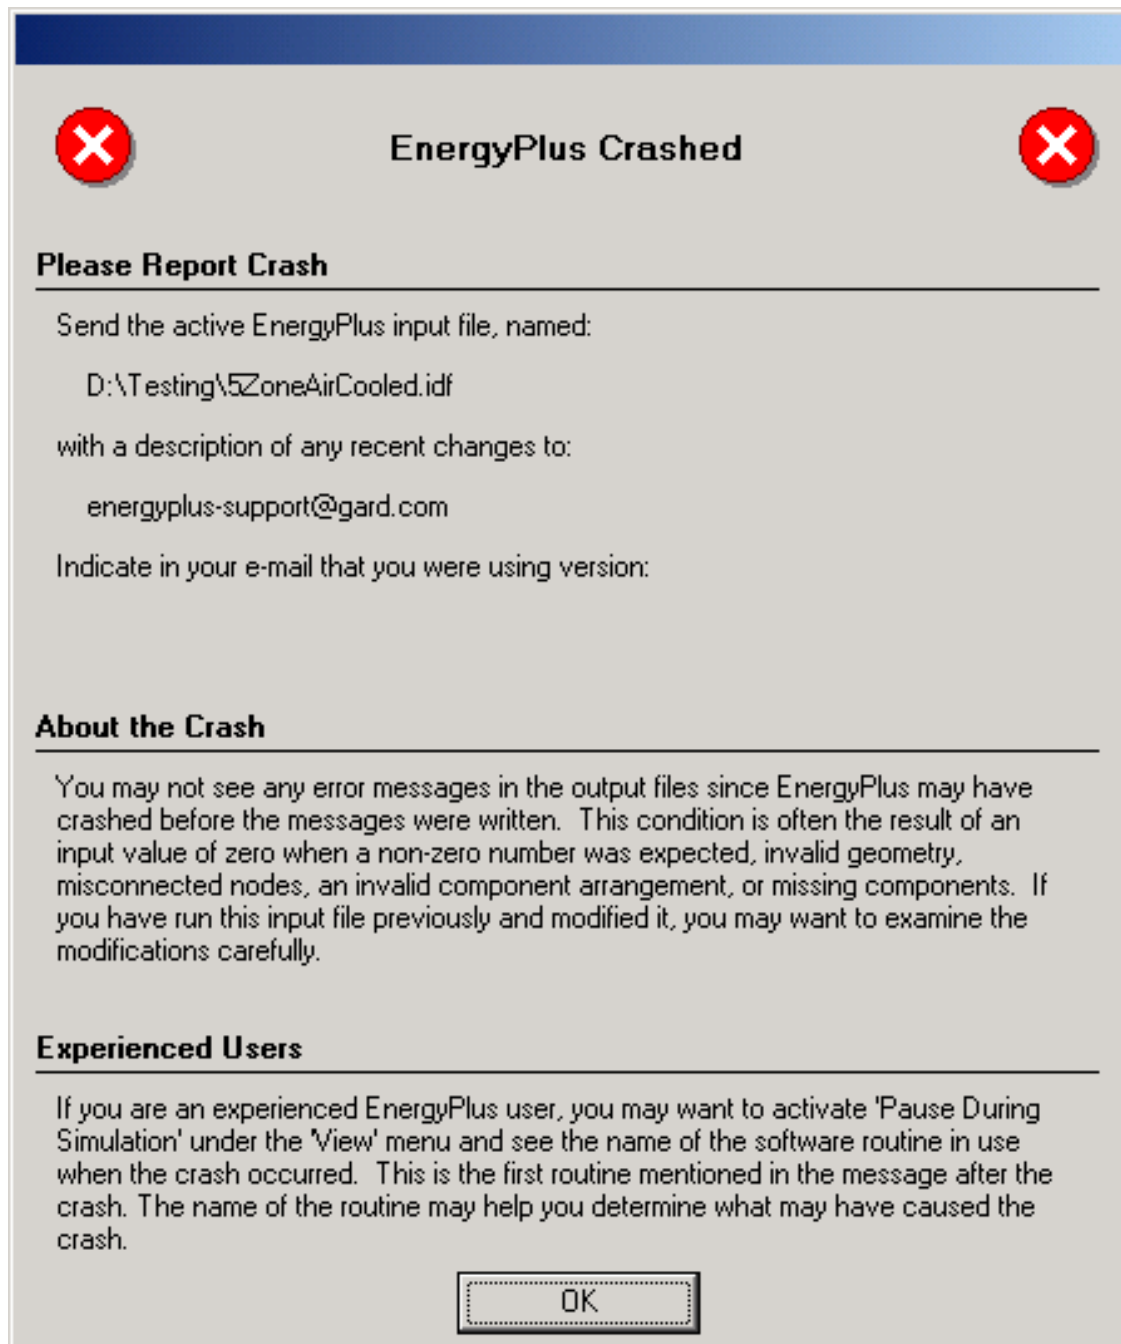 EnergyPlus Crashed
Please Report Crash
Send the active EnergyPlus input file, named:
D:\Testing\5ZoneAirCooled.idf
with a description of any recent changes to:
energyplus-support@gard.com
Indicate in your e-mail that you were using version:
About the Crash
You may not see any error messages in the output files since EnergyPlus may have
crashed before the messages were written.  This condition is often the result of an
input value of zero when a non-zero number was expected, invalid geometry,
misconnected nodes, an invalid component arrangement, or missing components.  If
you have run this input file previously and modified it, you may want to examine the
modifications carefully.
Experienced Users
If you are an experienced EnergyPlus user, you may want to activate 'Pause During
Simulation' under the 'View' menu and see the name of the software routine in use
when the crash occurred.  This is the first routine mentioned in the message after the
crash. The name of the routine may help you determine what may have caused the
crash.
OK